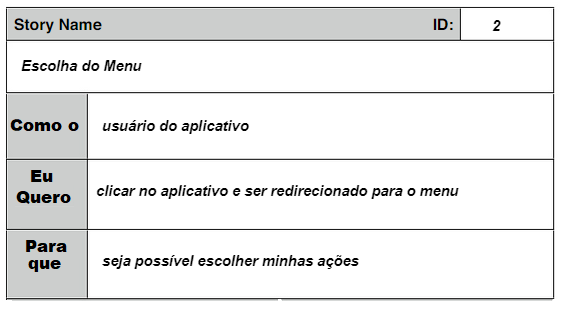 Story Name ID: 2
Escolha do Menu
Como o usuário do aplicativo
Eu Quero clicar no aplicativo e ser redirecionado para o menu
Para que seja possível escolher minhas ações